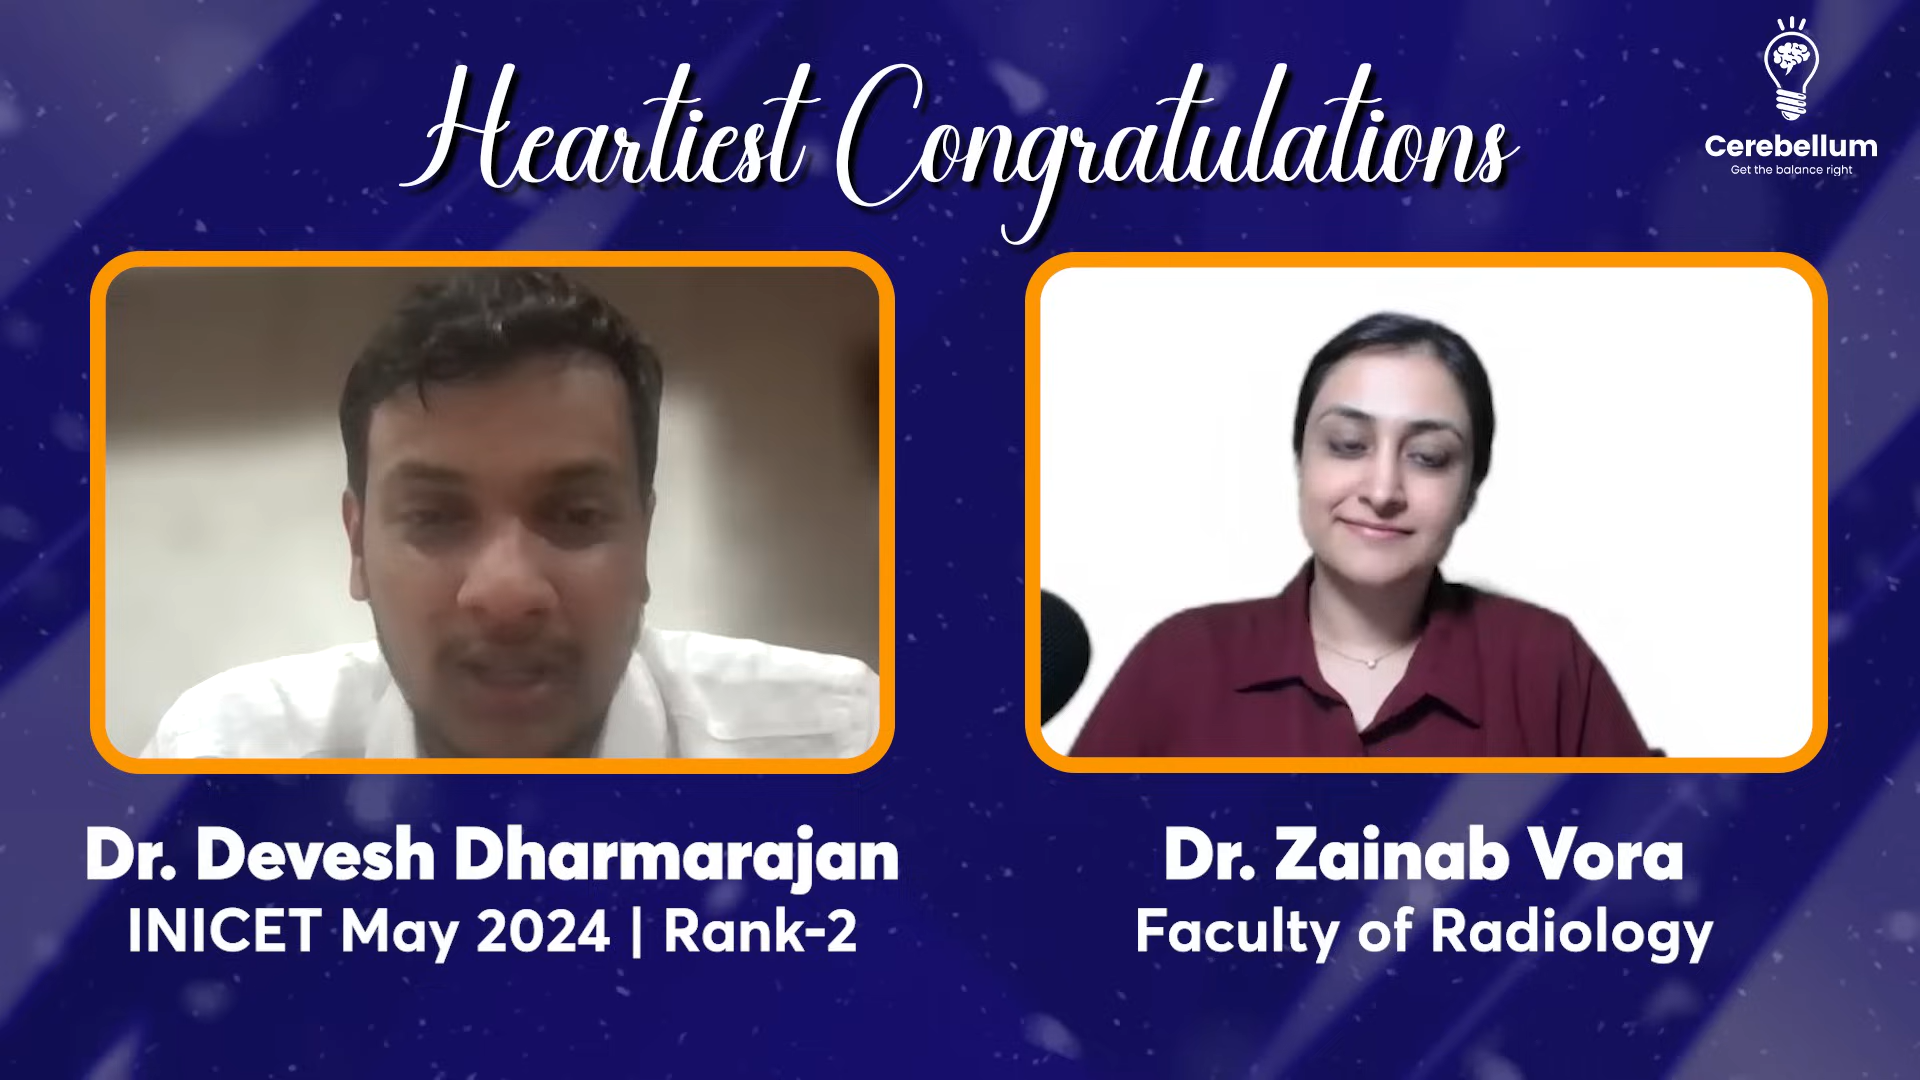 Heartiest Congratulations
Cerebellum
Get the balance right
Dr. Devesh Dharmarajan
INICET May 2024 | Rank-2
Dr. Zainab Vora
Faculty of Radiology